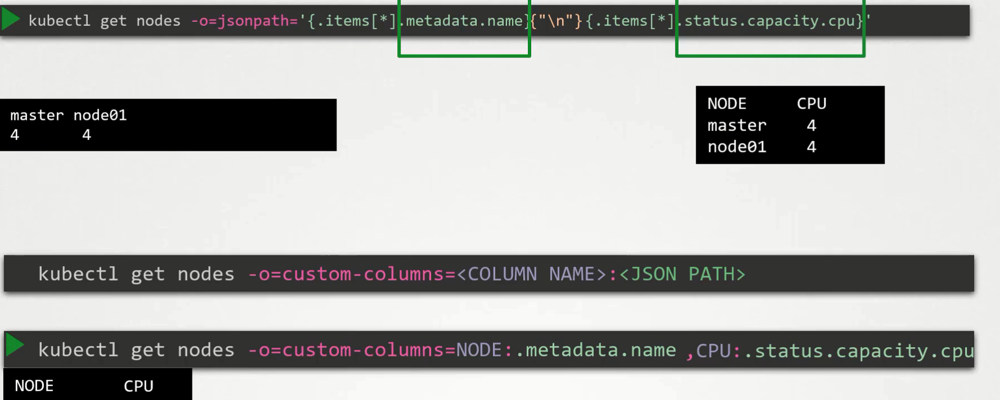 kubectl get nodes -o=jsonpath='{.items[*].metadata.name}{"\n"}{.items[*].status.capacity.cpu}'
master node01
4 4
NODE CPU
master 4
node01 4
kubectl get nodes -o=custom-columns=<COLUMN NAME>:<JSON PATH>
kubectl get nodes -o=custom-columns=NODE:.metadata.name ,CPU:.status.capacity.cpu
NODE CPU